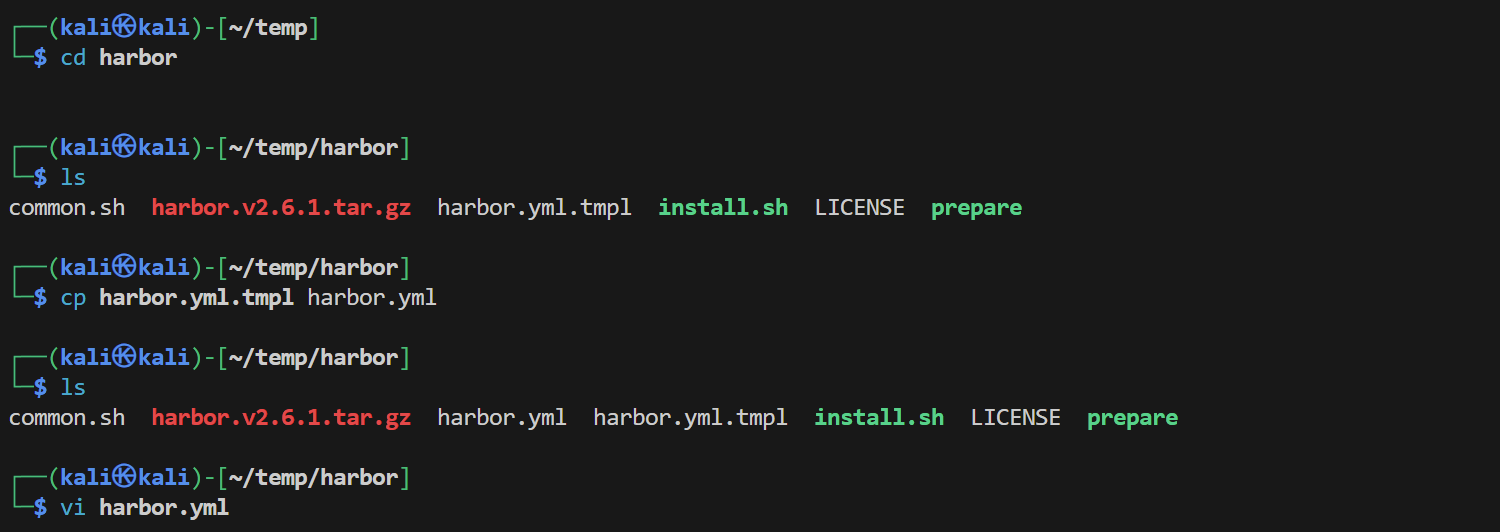 ┌──(kali㉿kali)-[~/temp]
└─$ cd harbor
┌──(kali㉿kali)-[~/temp/harbor]
└─$ ls
common.sh  harbor.v2.6.1.tar.gz  harbor.yml.tmpl  install.sh  LICENSE  prepare
┌──(kali㉿kali)-[~/temp/harbor]
└─$ cp harbor.yml.tmpl harbor.yml
┌──(kali㉿kali)-[~/temp/harbor]
└─$ ls
common.sh  harbor.v2.6.1.tar.gz  harbor.yml  harbor.yml.tmpl  install.sh  LICENSE  prepare
┌──(kali㉿kali)-[~/temp/harbor]
└─$ vi harbor.yml